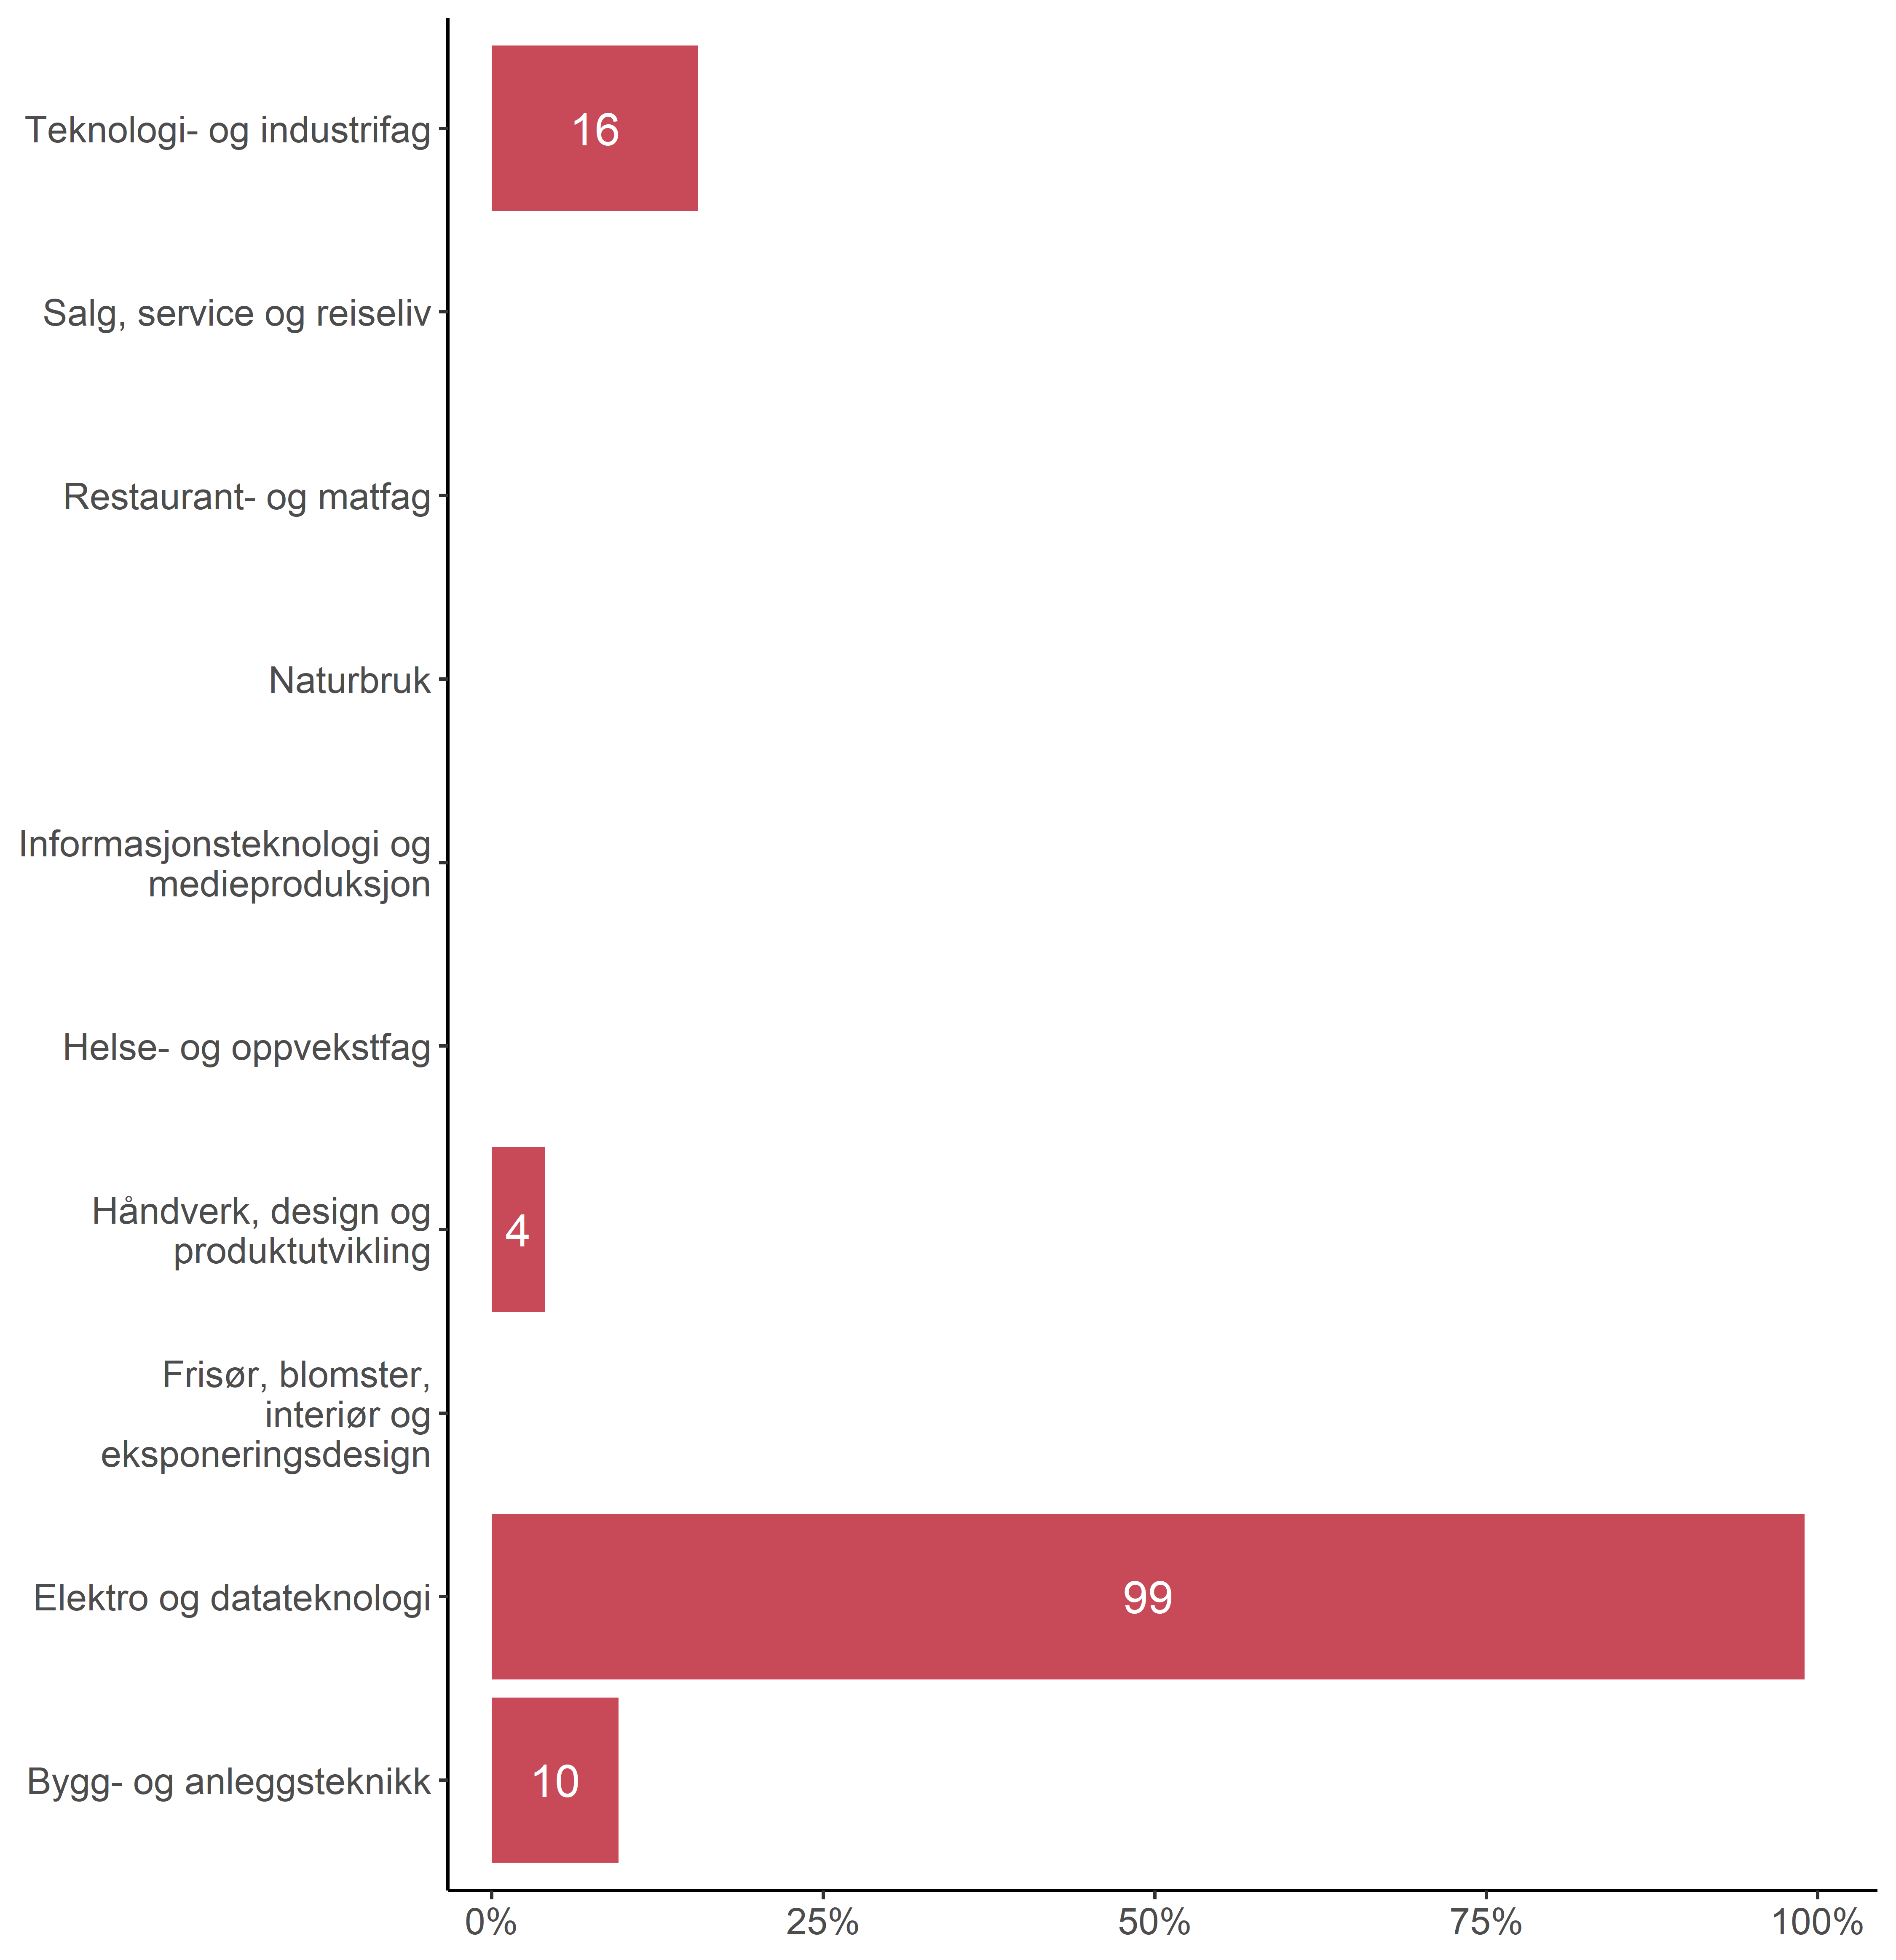 Teknologi- og industrifag
16
Salg, service og reiseliv
Restaurant- og matfag
Naturbruk
Informasjonsteknologi og
medieproduksjon
Helse- og oppvekstfag
Håndverk, design og
produktutvikling
4
Frisør, blomster,
interiør og
eksponeringsdesign
Elektro og datateknologi
99
Bygg- og anleggsteknikk
10
0% 25% 50% 75% 100%